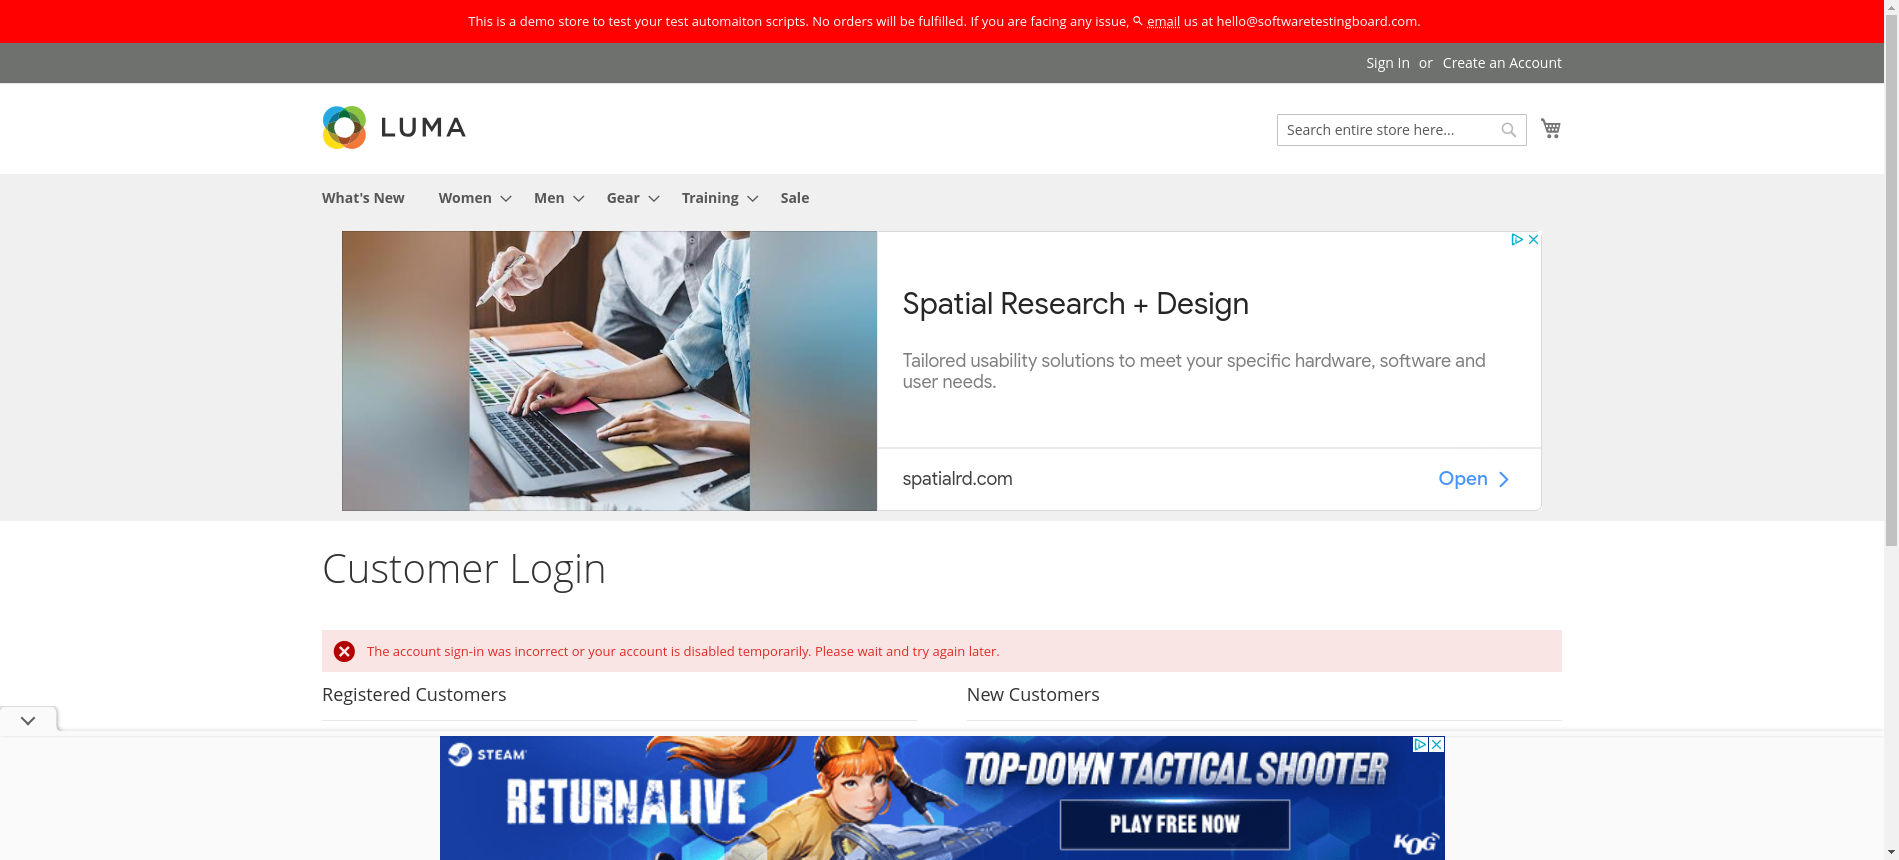 This is a demo store to test your test automaiton scripts. No orders will be fulfilled. If you are facing any issue, email us at hello@softwaretestingboard.com.
Sign In or Create an Account
LUMA
Search entire store here...
What's New Women Men Gear Training Sale
Spatial Research + Design
Tailored usability solutions to meet your specific hardware, software and
user needs.
spatialrd.com
Open
Customer Login
The account sign-in was incorrect or your account is disabled temporarily. Please wait and try again later.
Registered Customers
New Customers
STEAM
RETURN ALIVE
TOP-DOWN TACTICAL SHOOTER
PLAY FREE NOW
KOG